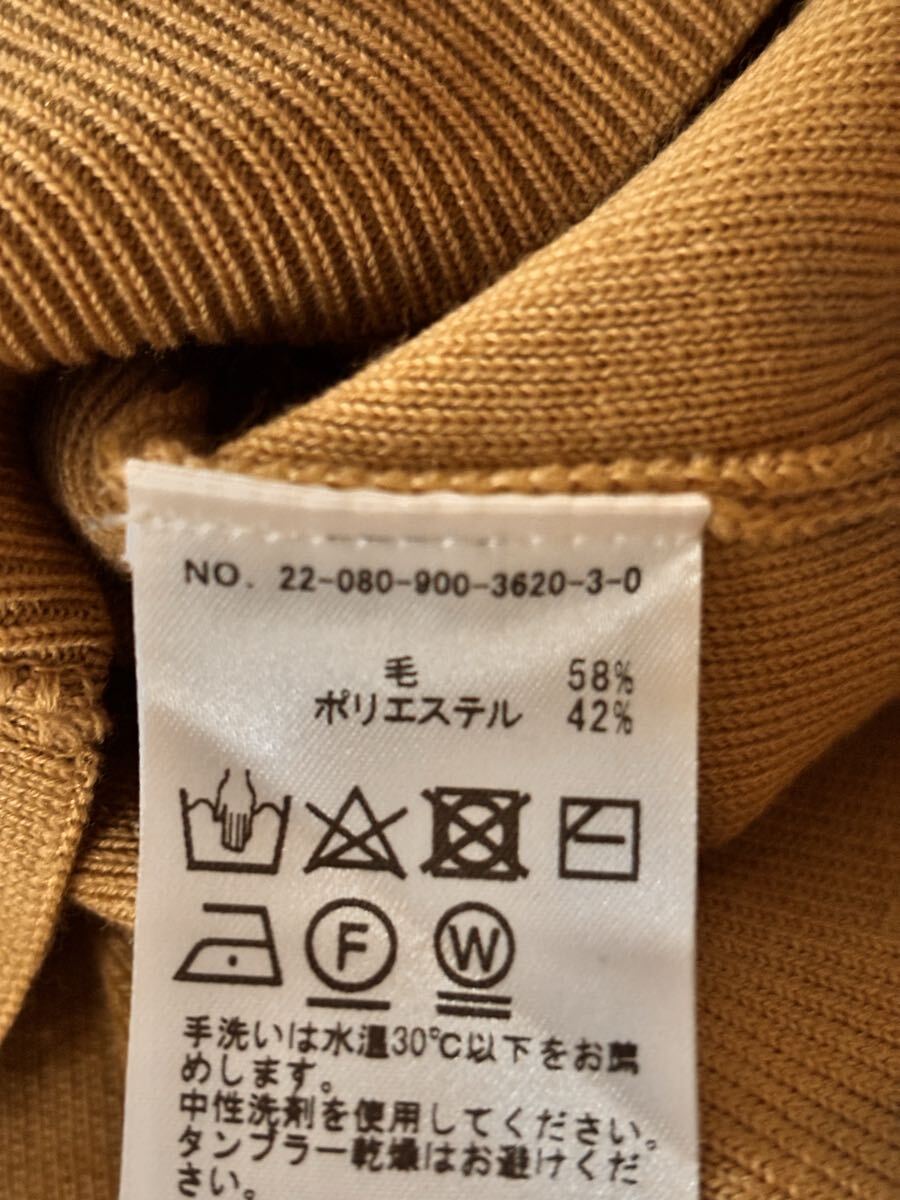 NO. 22-080-900-3620-3-0
毛 58%
ポリエステル 42%
F W
手洗いは水温30℃以下をお薦
めします。
中性洗剤を使用してください。
タンブラー乾燥はお避けくだ
さい。